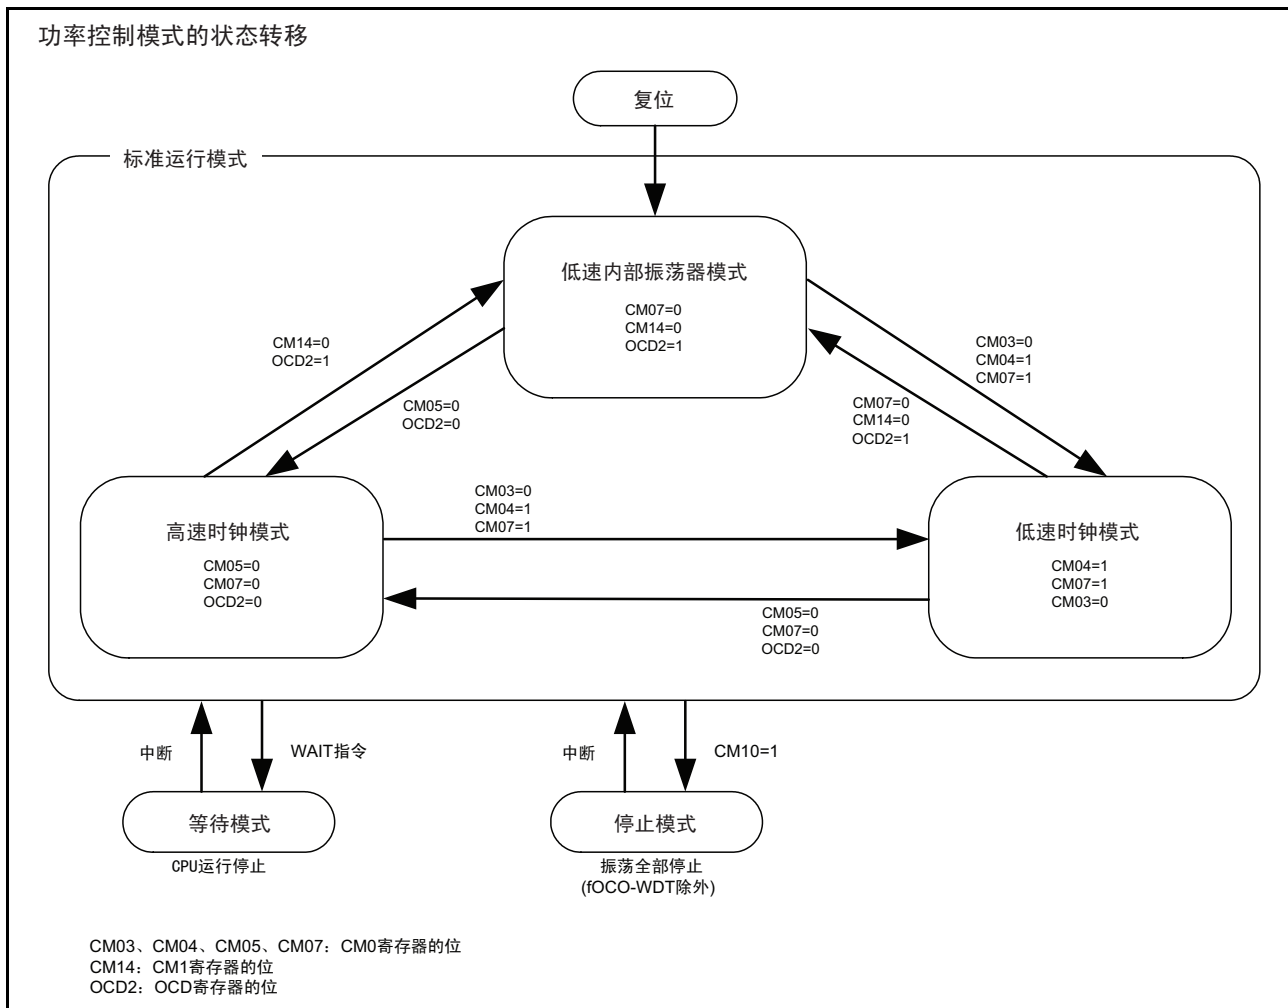 功率控制模式的状态转移
复位
标准运行模式
低速内部振荡器模式
CM07=0
CM14=0
OCD2=1
CM14=0
OCD2=1
CM05=0
OCD2=0
CM03=0
CM04=1
CM07=1
CM07=0
CM14=0
OCD2=1
高速时钟模式
CM05=0
CM07=0
OCD2=0
CM03=0
CM04=1
CM07=1
CM05=0
CM07=0
OCD2=0
低速时钟模式
CM04=1
CM07=1
CM03=0
中断
WAIT指令
中断
CM10=1
等待模式
CPU运行停止
停止模式
振荡全部停止
(fOCO-WDT除外)
CM03、CM04、CM05、CM07：CM0寄存器的位
CM14：CM1寄存器的位
OCD2：OCD寄存器的位